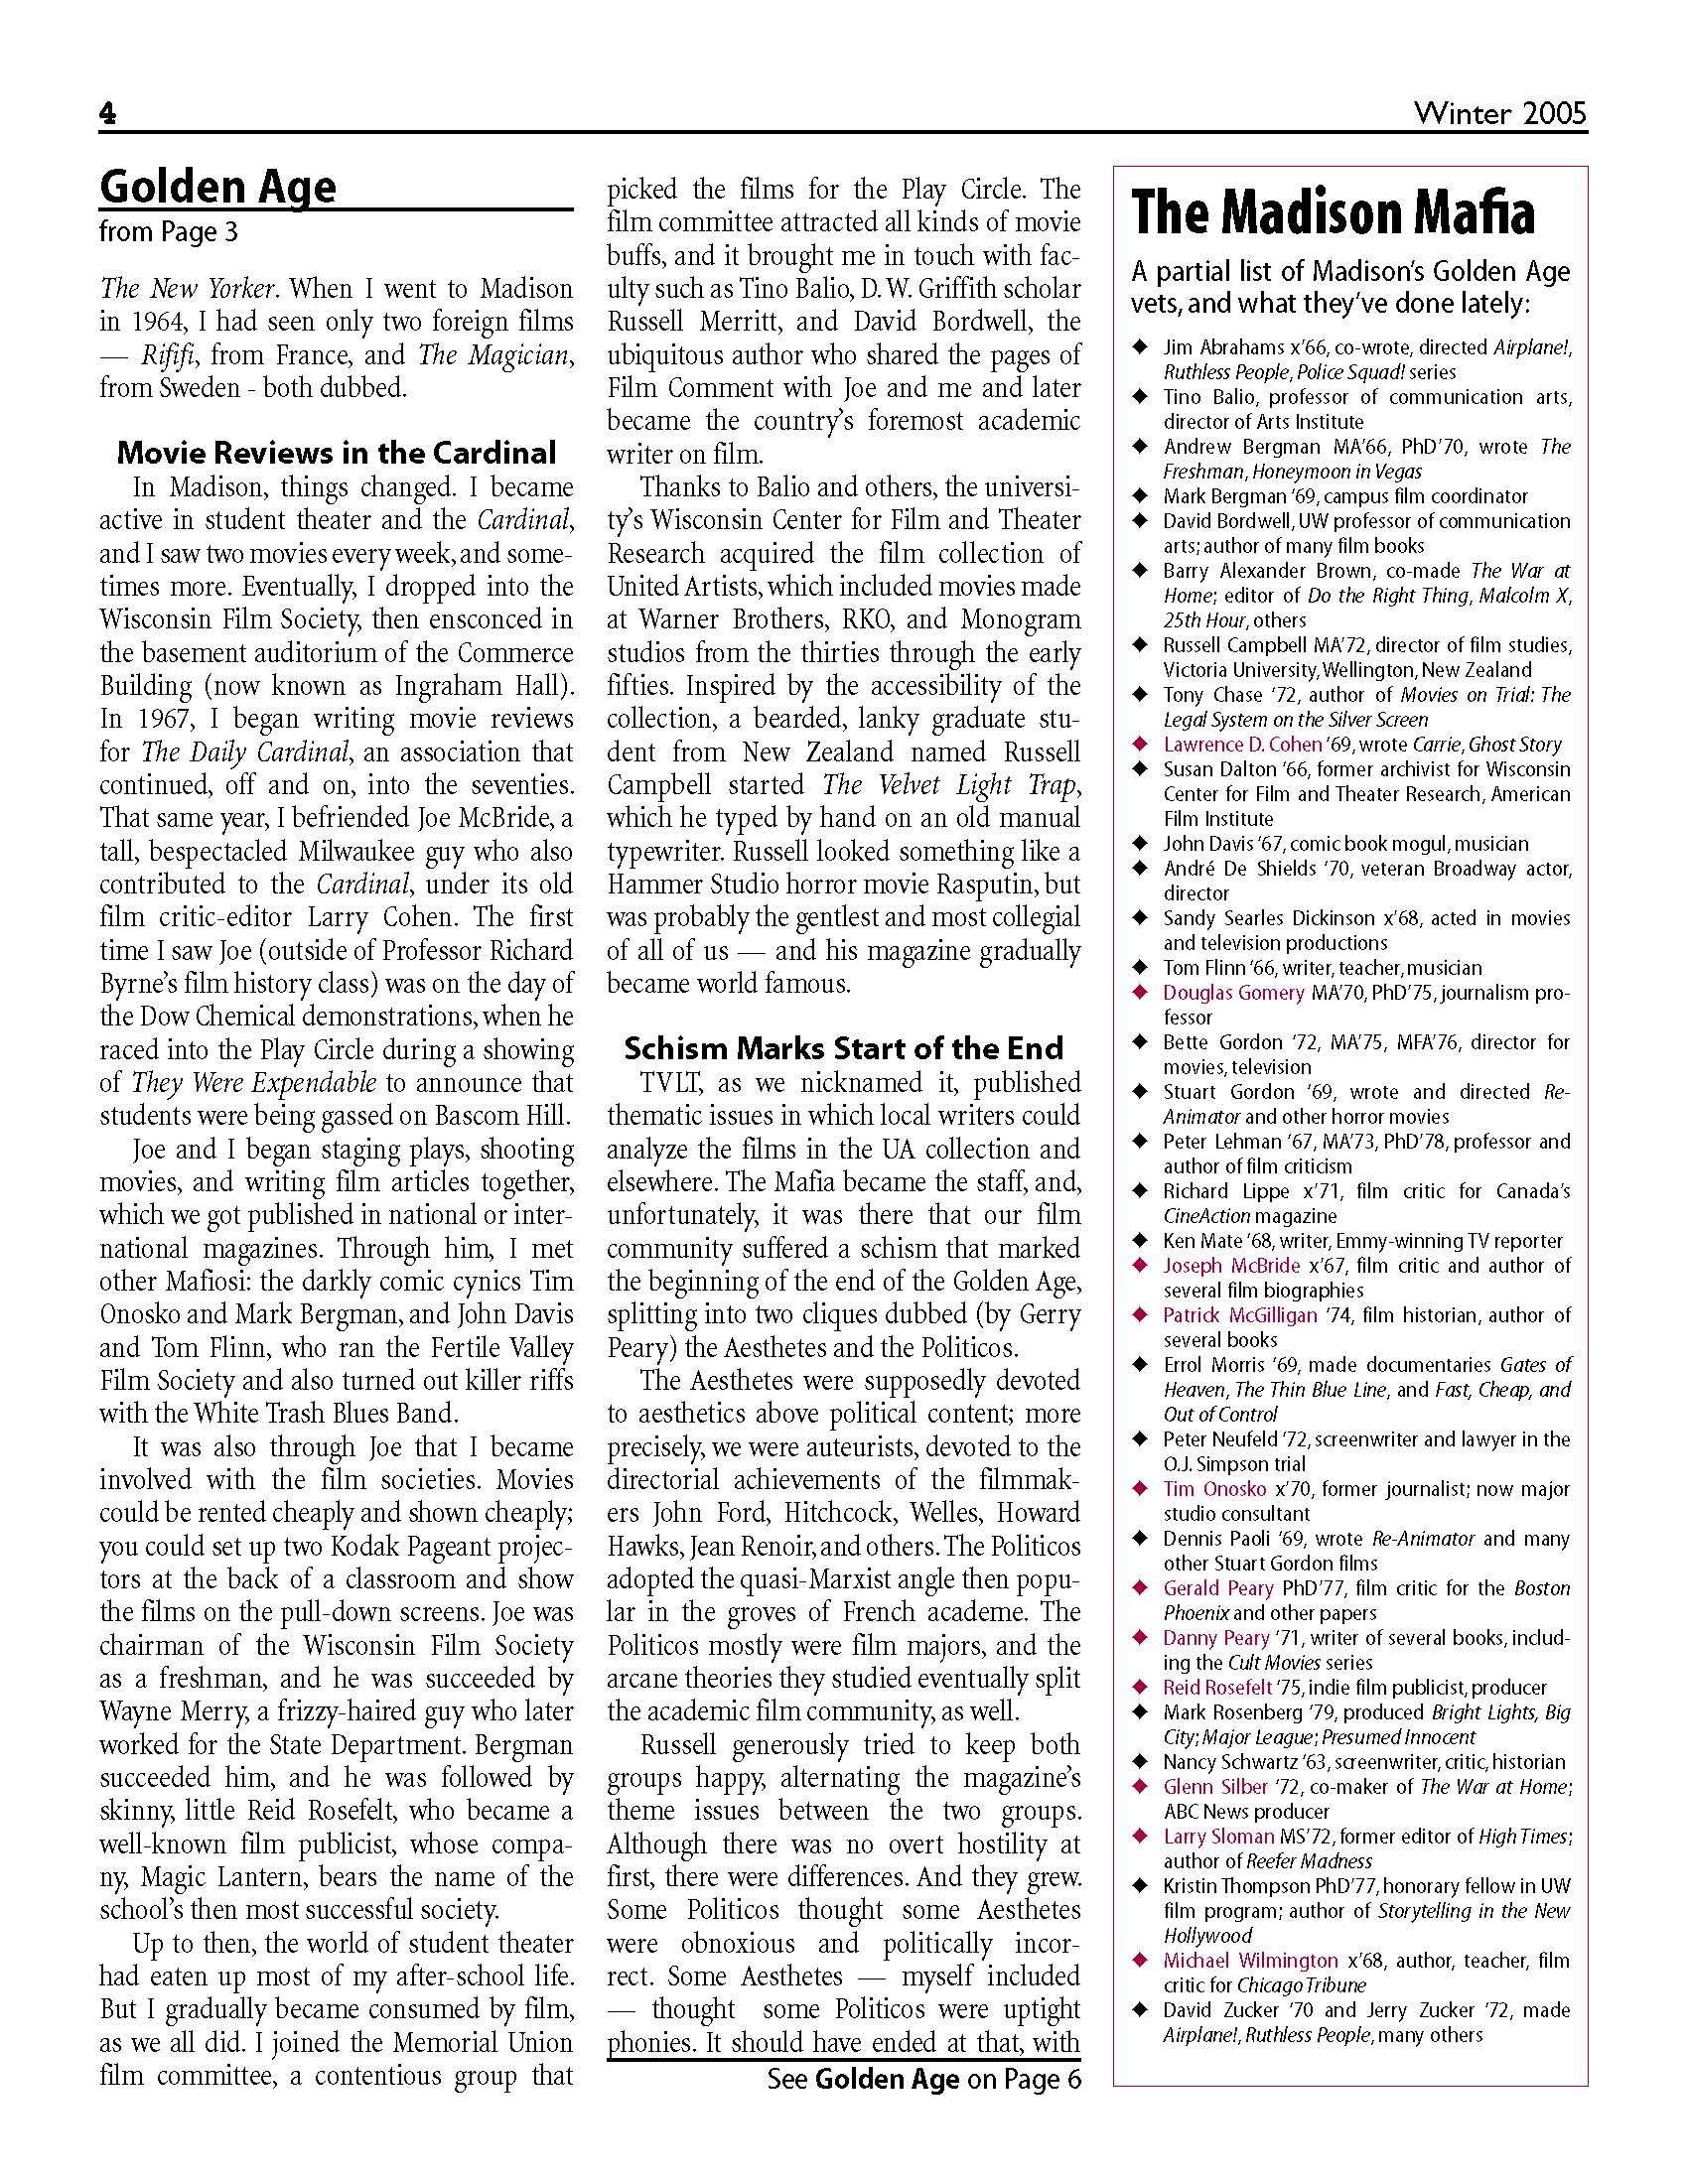 4
Winter 2005
Golden Age
from Page 3
The New Yorker. When I went to Madison
in 1964, I had seen only two foreign films
— Rififi, from France, and The Magician,
from Sweden - both dubbed.
Movie Reviews in the Cardinal
In Madison, things changed. I became
active in student theater and the Cardinal,
and I saw two movies every week, and some-
times more. Eventually, I dropped into the
Wisconsin Film Society, then ensconced in
the basement auditorium of the Commerce
Building (now known as Ingraham Hall).
In 1967, I began writing movie reviews
for The Daily Cardinal, an association that
continued, off and on, into the seventies.
That same year, I befriended Joe McBride, a
tall, bespectacled Milwaukee guy who also
contributed to the Cardinal, under its old
film critic-editor Larry Cohen. The first
time I saw Joe (outside of Professor Richard
Byrne's film history class) was on the day of
the Dow Chemical demonstrations, when he
raced into the Play Circle during a showing
of They Were Expendable to announce that
students were being gassed on Bascom Hill.
Joe and I began staging plays, shooting
movies, and writing film articles together,
which we got published in national or inter-
national magazines. Through him, I met
other Mafiosi: the darkly comic cynics Tim
Onosko and Mark Bergman, and John Davis
and Tom Flinn, who ran the Fertile Valley
Film Society and also turned out killer riffs
with the White Trash Blues Band.
It was also through Joe that I became
involved with the film societies. Movies
could be rented cheaply and shown cheaply;
you could set up two Kodak Pageant projec-
tors at the back of a classroom and show
the films on the pull-down screens. Joe was
chairman of the Wisconsin Film Society
as a freshman, and he was succeeded by
Wayne Merry, a frizzy-haired guy who later
worked for the State Department. Bergman
succeeded him, and he was followed by
skinny, little Reid Rosefelt, who became a
well-known film publicist, whose compa-
ny, Magic Lantern, bears the name of the
school's then most successful society.
Up to then, the world of student theater
had eaten up most of my after-school life.
But I gradually became consumed by film,
as we all did. I joined the Memorial Union
film committee, a contentious group that
picked the films for the Play Circle. The
film committee attracted all kinds of movie
buffs, and it brought me in touch with fac-
ulty such as Tino Balio, D. W. Griffith scholar
Russell Merritt, and David Bordwell, the
ubiquitous author who shared the pages of
Film Comment with Joe and me and later
became the country's foremost academic
writer on film.
Thanks to Balio and others, the universi-
ty's Wisconsin Center for Film and Theater
Research acquired the film collection of
United Artists, which included movies made
at Warner Brothers, RKO, and Monogram
studios from the thirties through the early
fifties. Inspired by the accessibility of the
collection, a bearded, lanky graduate stu-
dent from New Zealand named Russell
Campbell started The Velvet Light Trap,
which he typed by hand on an old manual
typewriter. Russell looked something like a
Hammer Studio horror movie Rasputin, but
was probably the gentlest and most collegial
of all of us — and his magazine gradually
became world famous.
Schism Marks Start of the End
TVLT, as we nicknamed it, published
thematic issues in which local writers could
analyze the films in the UA collection and
elsewhere. The Mafia became the staff, and,
unfortunately, it was there that our film
community suffered a schism that marked
the beginning of the end of the Golden Age,
splitting into two cliques dubbed (by Gerry
Peary) the Aesthetes and the Politicos.
The Aesthetes were supposedly devoted
to aesthetics above political content; more
precisely, we were auteurists, devoted to the
directorial achievements of the filmmak-
ers John Ford, Hitchcock, Welles, Howard
Hawks, Jean Renoir, and others. The Politicos
adopted the quasi-Marxist angle then popu-
lar in the groves of French academe. The
Politicos mostly were film majors, and the
arcane theories they studied eventually split
the academic film community, as well.
Russell generously tried to keep both
groups happy, alternating the magazine's
theme issues between the two groups.
Although there was no overt hostility at
first, there were differences. And they grew.
Some Politicos thought some Aesthetes
were obnoxious and politically incor-
rect. Some Aesthetes — myself included
— thought some Politicos were uptight
phonies. It should have ended at that, with
See Golden Age on Page 6
The Madison Mafia
A partial list of Madison's Golden Age
vets, and what they've done lately:
◆ Jim Abrahams x'66, co-wrote, directed Airplane!,
Ruthless People, Police Squad! series
◆ Tino Balio, professor of communication arts,
director of Arts Institute
◆ Andrew Bergman MA'66, PhD'70, wrote The
Freshman, Honeymoon in Vegas
◆ Mark Bergman '69, campus film coordinator
◆ David Bordwell, UW professor of communication
arts; author of many film books
◆ Barry Alexander Brown, co-made The War at
Home; editor of Do the Right Thing, Malcolm X,
25th Hour, others
◆ Russell Campbell MA'72, director of film studies,
Victoria University, Wellington, New Zealand
◆ Tony Chase '72, author of Movies on Trial: The
Legal System on the Silver Screen
◆ Lawrence D. Cohen '69, wrote Carrie, Ghost Story
◆ Susan Dalton '66, former archivist for Wisconsin
Center for Film and Theater Research, American
Film Institute
◆ John Davis '67, comic book mogul, musician
◆ André De Shields '70, veteran Broadway actor,
director
◆ Sandy Searles Dickinson x'68, acted in movies
and television productions
◆ Tom Flinn '66, writer, teacher, musician
◆ Douglas Gomery MA'70, PhD'75, journalism pro-
fessor
◆ Bette Gordon '72, MA'75, MFA'76, director for
movies, television
◆ Stuart Gordon '69, wrote and directed Re-
Animator and other horror movies
◆ Peter Lehman '67, MA'73, PhD'78, professor and
author of film criticism
◆ Richard Lippe x'71, film critic for Canada's
CineAction magazine
◆ Ken Mate '68, writer, Emmy-winning TV reporter
◆ Joseph McBride x'67, film critic and author of
several film biographies
◆ Patrick McGilligan '74, film historian, author of
several books
◆ Errol Morris '69, made documentaries Gates of
Heaven, The Thin Blue Line, and Fast, Cheap, and
Out of Control
◆ Peter Neufeld '72, screenwriter and lawyer in the
O.J. Simpson trial
◆ Tim Onosko x'70, former journalist; now major
studio consultant
◆ Dennis Paoli '69, wrote Re-Animator and many
other Stuart Gordon films
◆ Gerald Peary PhD'77, film critic for the Boston
Phoenix and other papers
◆ Danny Peary '71, writer of several books, includ-
ing the Cult Movies series
◆ Reid Rosefelt '75, indie film publicist, producer
◆ Mark Rosenberg '79, produced Bright Lights, Big
City; Major League; Presumed Innocent
◆ Nancy Schwartz '63, screenwriter, critic, historian
◆ Glenn Silber '72, co-maker of The War at Home;
ABC News producer
◆ Larry Sloman MS'72, former editor of High Times;
author of Reefer Madness
◆ Kristin Thompson PhD'77, honorary fellow in UW
film program; author of Storytelling in the New
Hollywood
◆ Michael Wilmington x'68, author, teacher, film
critic for Chicago Tribune
◆ David Zucker '70 and Jerry Zucker '72, made
Airplane!, Ruthless People, many others